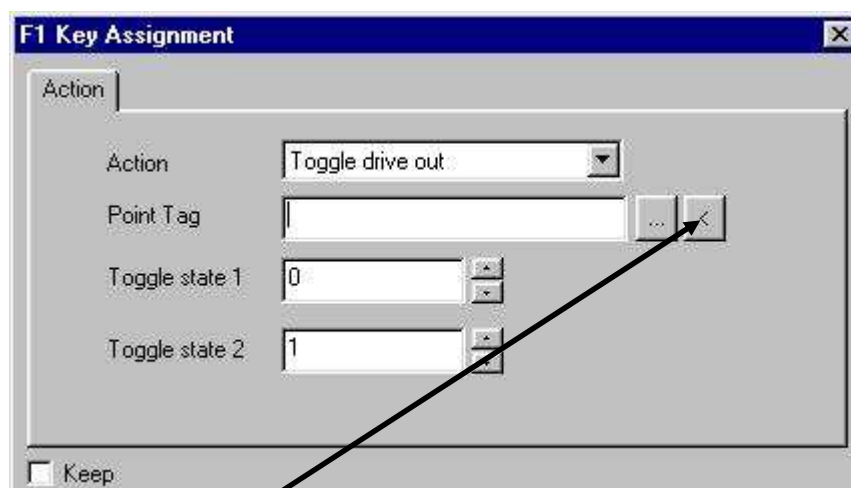 F1 Key Assignment
Action
Action Toggle drive out
Point Tag ... <
Toggle state 1 0
Toggle state 2 1
Keep